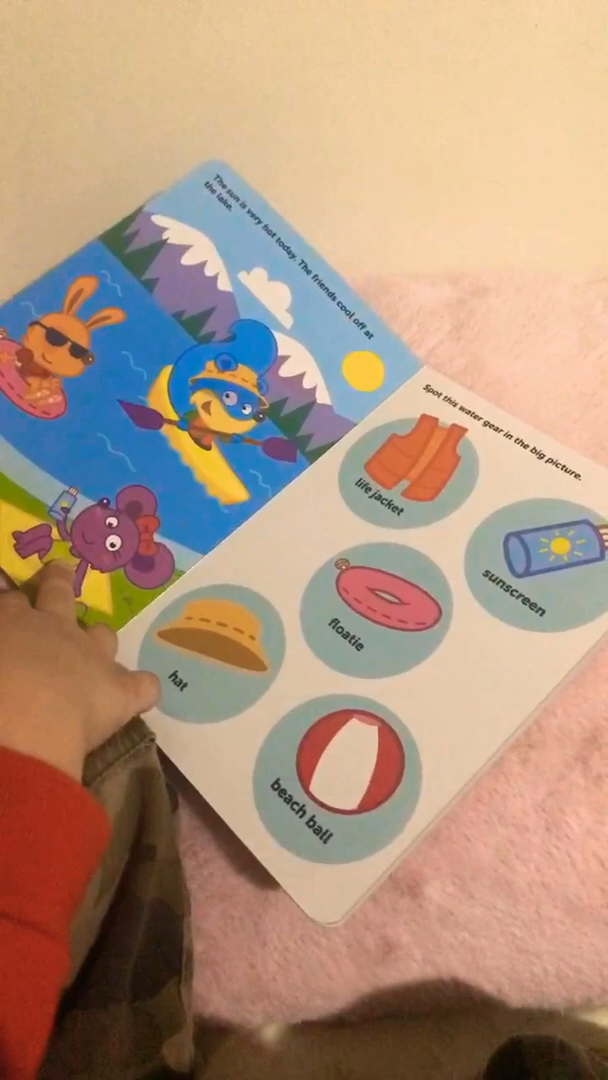 The sun is very hot today. The friends cool off at
the lake.
Spot this water gear in the big picture.
life jacket
sunscreen
floatie
hat
beach ball